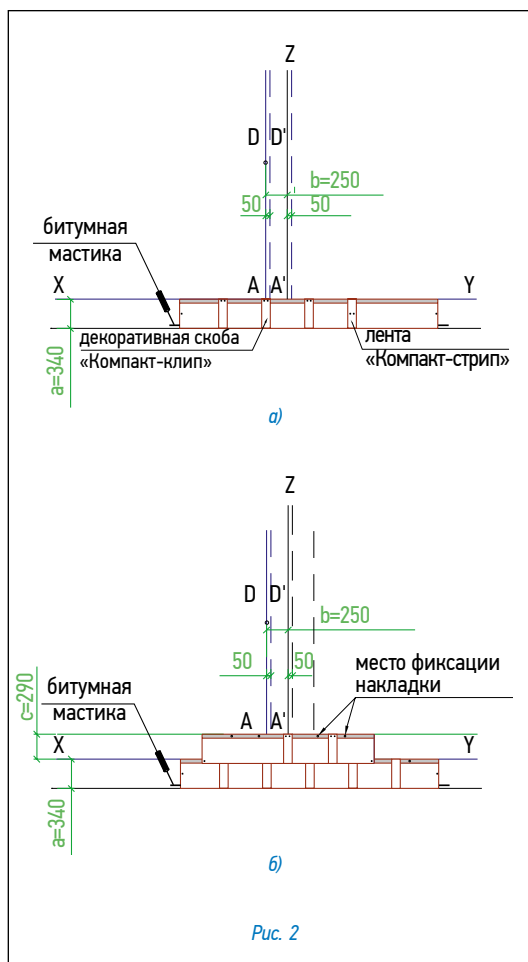 Z
D D'
b=250
50 50
битумная
мастика
X A A' Y
декоративная скоба
«Компакт-клип»
лента
«Компакт-стрип»
a=340
а)
Z
D D'
b=250
50 50
место фиксации
накладки
битумная
мастика
c=290
A A'
X Y
a=340
б)
Рис. 2